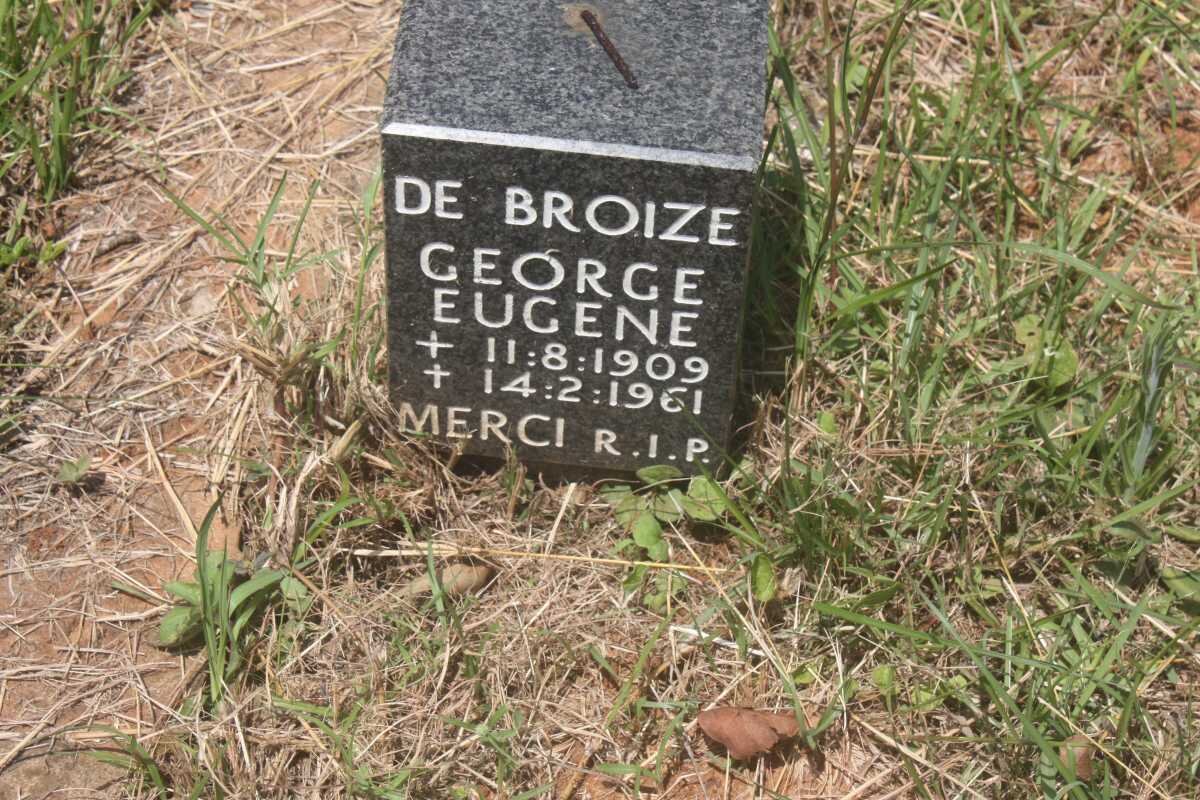 DE BROIZE
GEORGE
EUGENE
+ 11:8:1909
+ 14:2:1961
MERCI R.I.P.